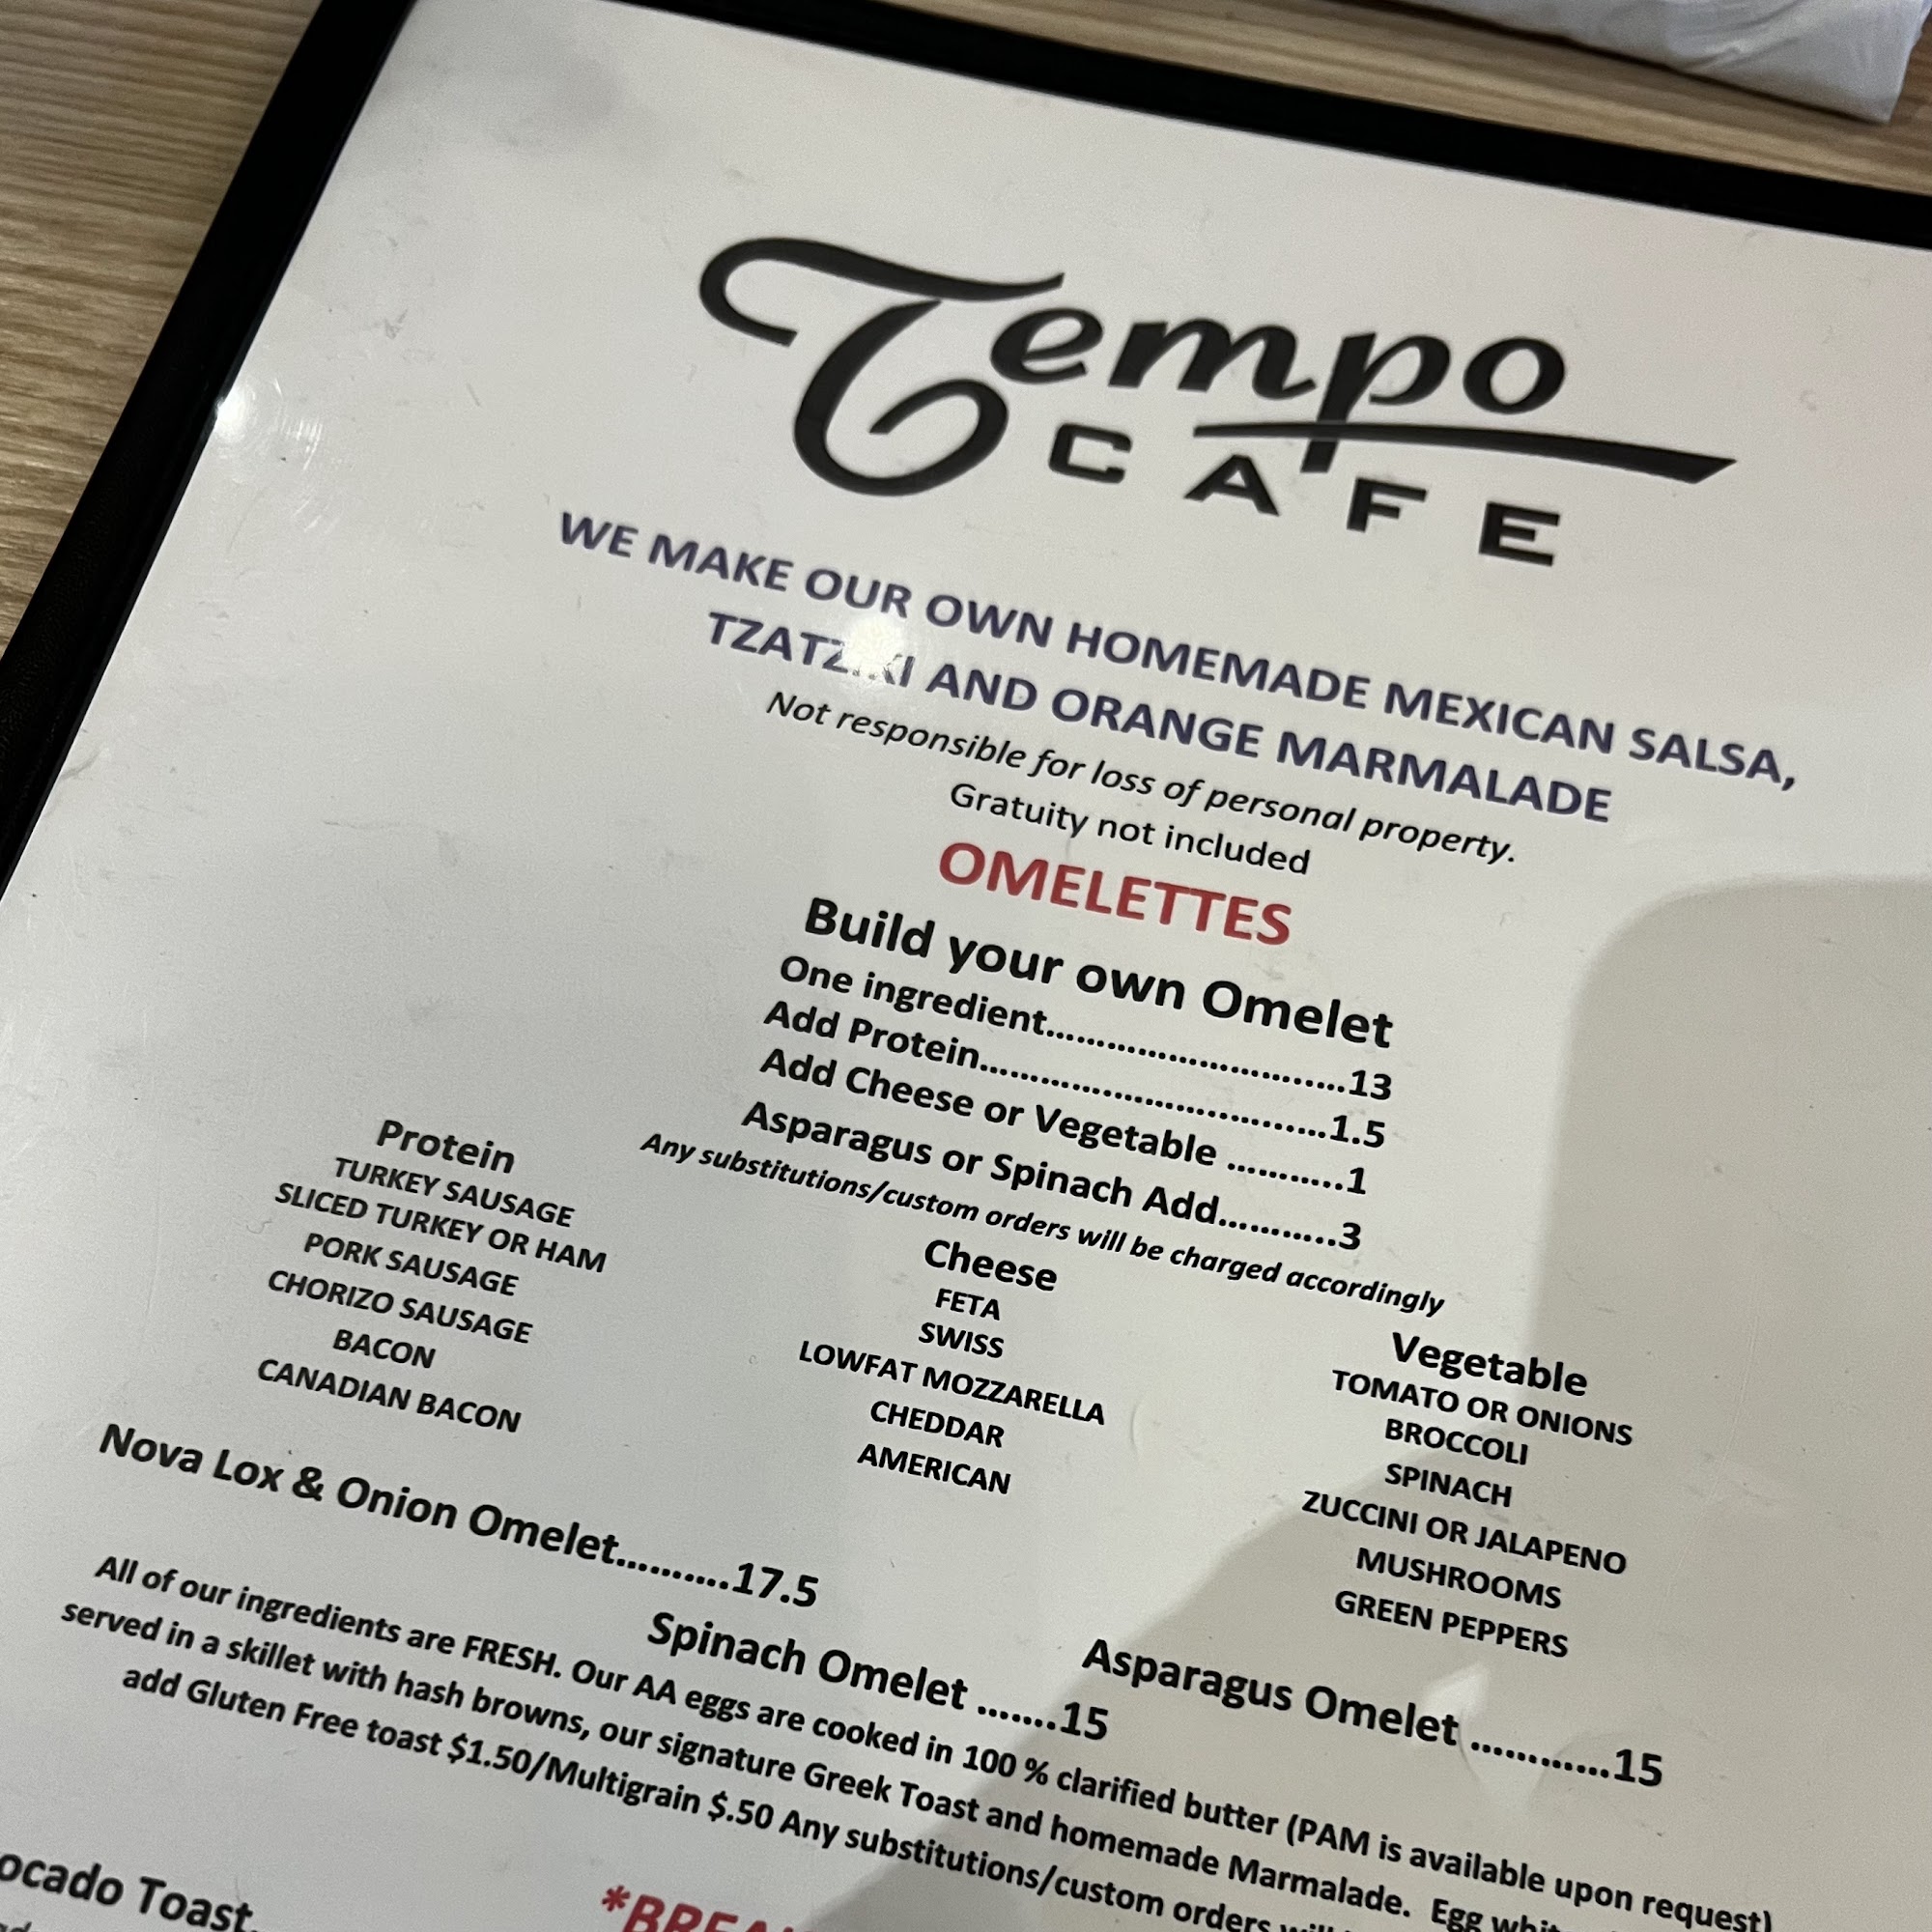 Tempo
CAFE
WE MAKE OUR OWN HOMEMADE MEXICAN SALSA,
TZATZIKI AND ORANGE MARMALADE
Not responsible for loss of personal property.
Gratuity not included
OMELETTES
Build your own Omelet
One ingredient.................................13
Add Protein.....................................1.5
Add Cheese or Vegetable ...........1
Asparagus or Spinach Add...........3
Any substitutions/custom orders will be charged accordingly
Protein
TURKEY SAUSAGE
SLICED TURKEY OR HAM
PORK SAUSAGE
CHORIZO SAUSAGE
BACON
CANADIAN BACON
Cheese
FETA
SWISS
LOWFAT MOZZARELLA
CHEDDAR
AMERICAN
Vegetable
TOMATO OR ONIONS
BROCCOLI
SPINACH
ZUCCINI OR JALAPENO
MUSHROOMS
GREEN PEPPERS
Nova Lox & Onion Omelet..........17.5
Spinach Omelet .......15
Asparagus Omelet ............15
All of our ingredients are FRESH. Our AA eggs are cooked in 100 % clarified butter (PAM is available upon request)
served in a skillet with hash browns, our signature Greek Toast and homemade Marmalade. Egg
add Gluten Free toast $1.50/Multigrain $.50 Any substitutions/custom orders
Toast